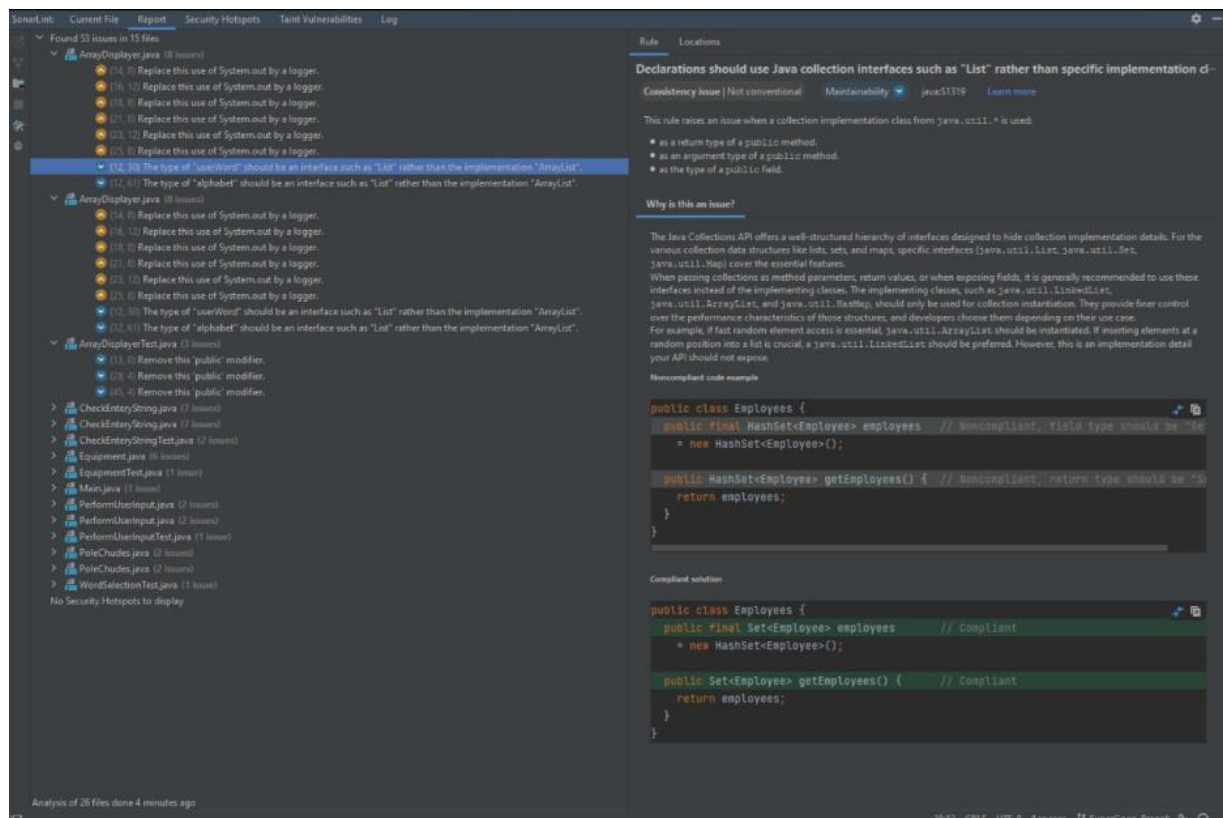 SonarLint: Current File Report Security Hotspots Taint Vulnerabilities Log
Found 53 issues in 15 files
ArrayDisplayer.java (8 issues)
(14, 8) Replace this use of System.out by a logger.
(16, 12) Replace this use of System.out by a logger.
(18, 8) Replace this use of System.out by a logger.
(21, 8) Replace this use of System.out by a logger.
(23, 12) Replace this use of System.out by a logger.
(25, 8) Replace this use of System.out by a logger.
(12, 30) The type of "userWord" should be an interface such as "List" rather than the implementation "ArrayList".
(12, 61) The type of "alphabet" should be an interface such as "List" rather than the implementation "ArrayList".
ArrayDisplayer.java (8 issues)
(14, 8) Replace this use of System.out by a logger.
(16, 12) Replace this use of System.out by a logger.
(18, 8) Replace this use of System.out by a logger.
(21, 8) Replace this use of System.out by a logger.
(23, 12) Replace this use of System.out by a logger.
(25, 8) Replace this use of System.out by a logger.
(12, 30) The type of "userWord" should be an interface such as "List" rather than the implementation "ArrayList".
(12, 61) The type of "alphabet" should be an interface such as "List" rather than the implementation "ArrayList".
ArrayDisplayerTest.java (3 issues)
(13, 0) Remove this 'public' modifier.
(28, 4) Remove this 'public' modifier.
(45, 4) Remove this 'public' modifier.
CheckEnteryString.java (7 issues)
CheckEnteryString.java (7 issues)
CheckEnteryStringTest.java (2 issues)
Equipment.java (6 issues)
EquipmentTest.java (1 issue)
Main.java (1 issue)
PerformUserInput.java (2 issues)
PerformUserInput.java (2 issues)
PerformUserInputTest.java (1 issue)
PoleChudes.java (2 issues)
PoleChudes.java (2 issues)
WordSelectionTest.java (1 issue)
No Security Hotspots to display
Analysis of 26 files done 4 minutes ago
Rule Locations
Declarations should use Java collection interfaces such as "List" rather than specific implementation cl
Consistency issue | Not conventional Maintainability java:S1319 Learn more
This rule raises an issue when a collection implementation class from java.util.* is used:
• as a return type of a public method.
• as an argument type of a public method.
• as the type of a public field.
Why is this an issue?
The Java Collections API offers a well-structured hierarchy of interfaces designed to hide collection implementation details. For the
various collection data structures like lists, sets, and maps, specific interfaces (java.util.List, java.util.Set,
java.util.Map) cover the essential features.
When passing collections as method parameters, return values, or when exposing fields, it is generally recommended to use these
interfaces instead of the implementing classes. The implementing classes, such as java.util.LinkedList,
java.util.ArrayList, and java.util.HasMap, should only be used for collection instantiation. They provide finer control
over the performance characteristics of those structures, and developers choose them depending on their use case.
For example, if fast random element access is essential, java.util.ArrayList should be instantiated. If inserting elements at a
random position into a list is crucial, a java.util.LinkedList should be preferred. However, this is an implementation detail
your API should not expose.
Noncompliant code example
public class Employees {
public final HashSet<Employee> employees // Noncompliant, field type should be "Se
= new HashSet<Employee>();
public HashSet<Employee> getEmployees() { // Noncompliant, return type should be "S
return employees;
}
}
Compliant solution
public class Employees {
public final Set<Employee> employees // Compliant
= new HashSet<Employee>();
public Set<Employee> getEmployees() { // Compliant
return employees;
}
}